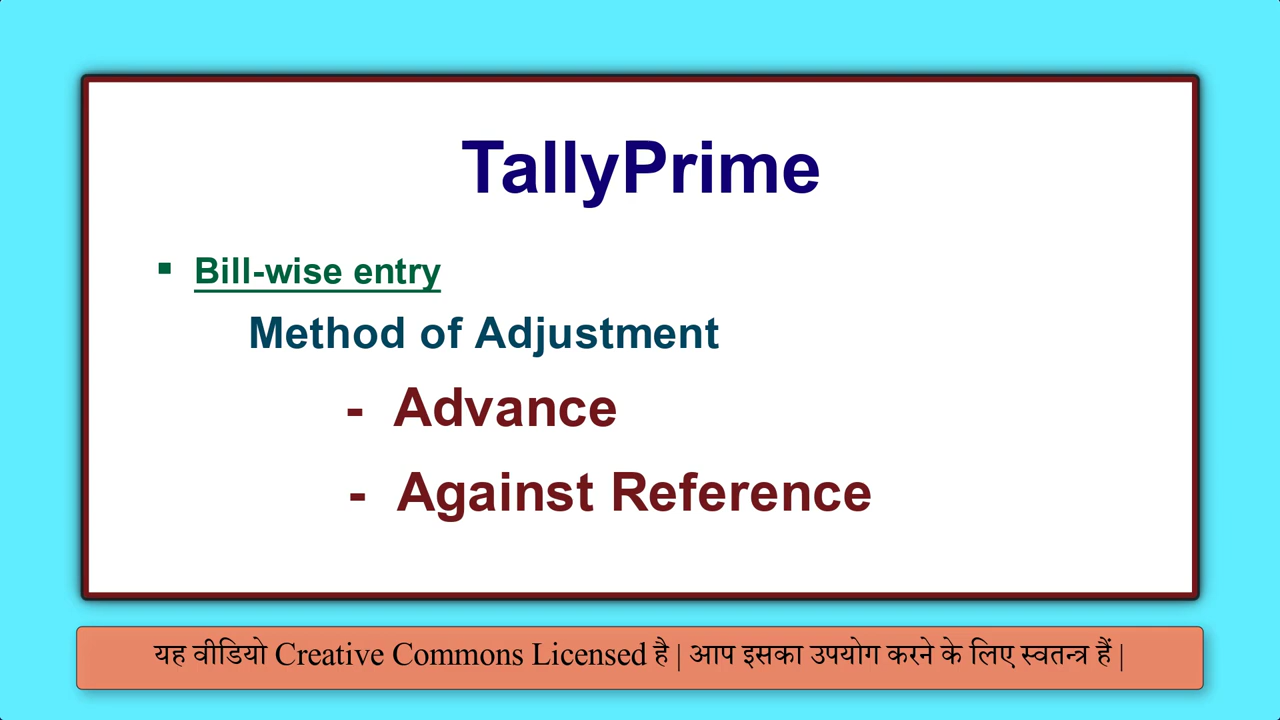 TallyPrime
▪ Bill-wise entry
Method of Adjustment
- Advance
- Against Reference
यह वीडियो Creative Commons Licensed है | आप इसका उपयोग करने के लिए स्वतन्त्र हैं |